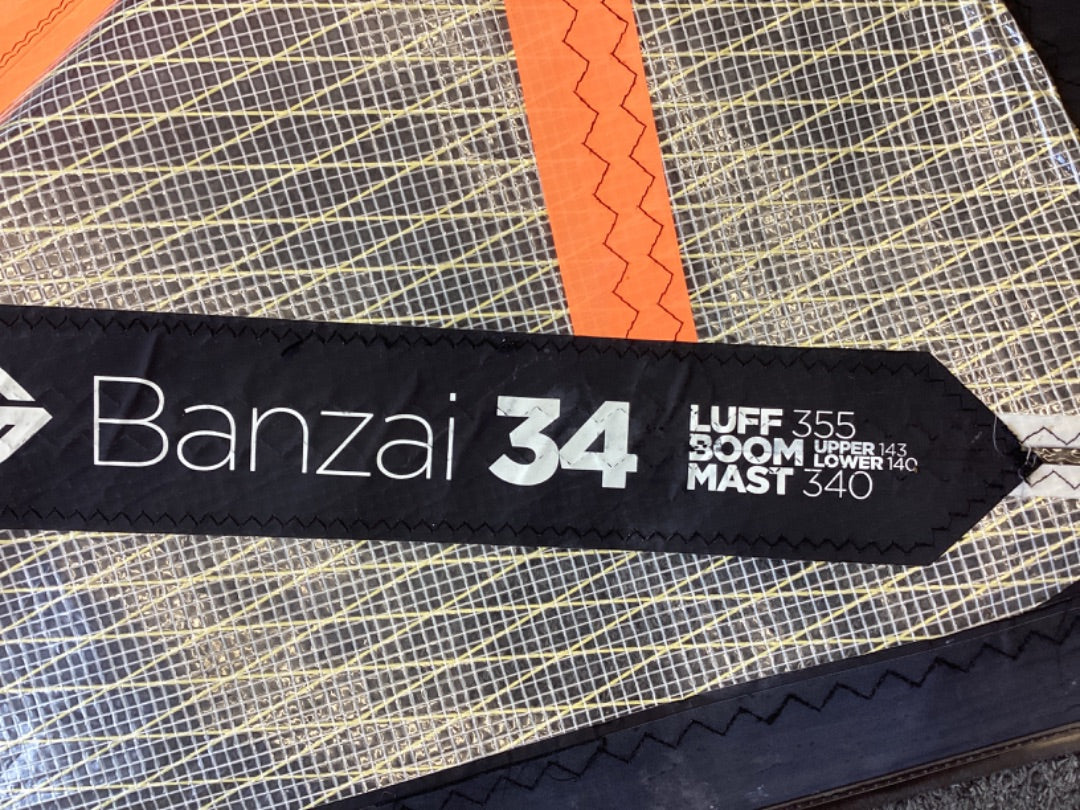 Banzai 34
LUFF 355
BOOM UPPER 143
LOWER 140
MAST 340